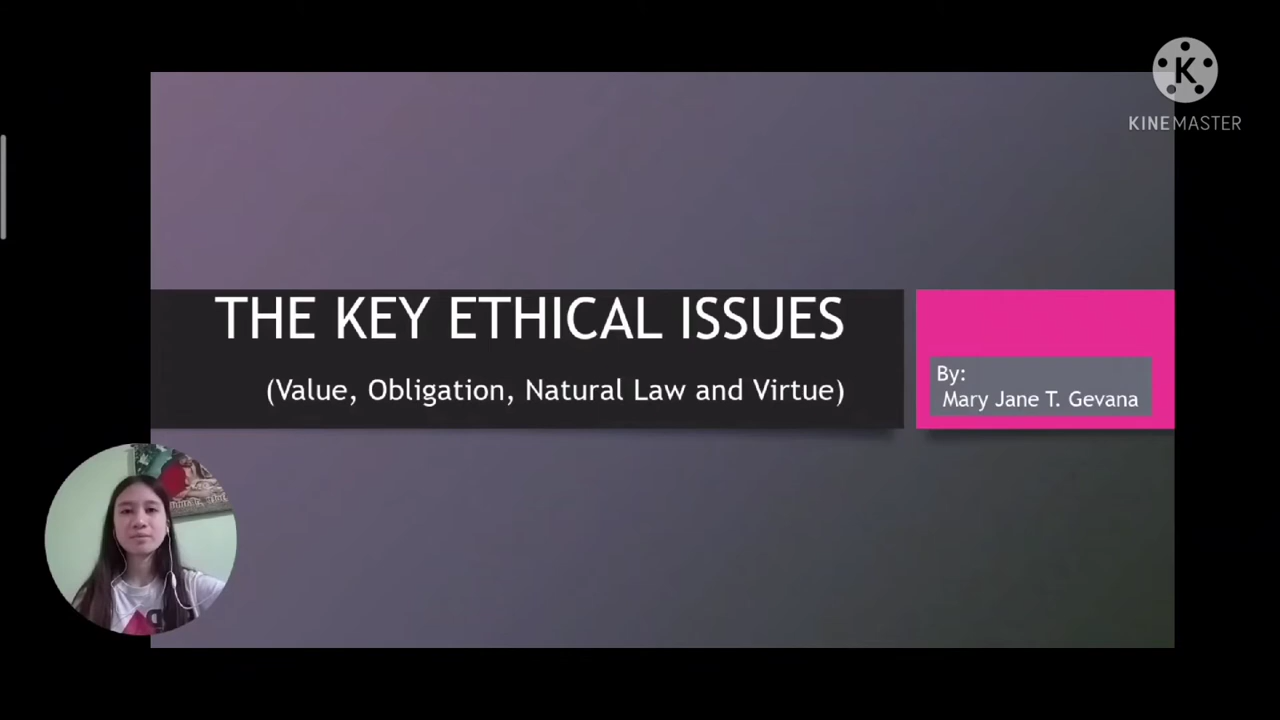 K
KINEMASTER
THE KEY ETHICAL ISSUES
(Value, Obligation, Natural Law and Virtue)
By:
Mary Jane T. Gevana